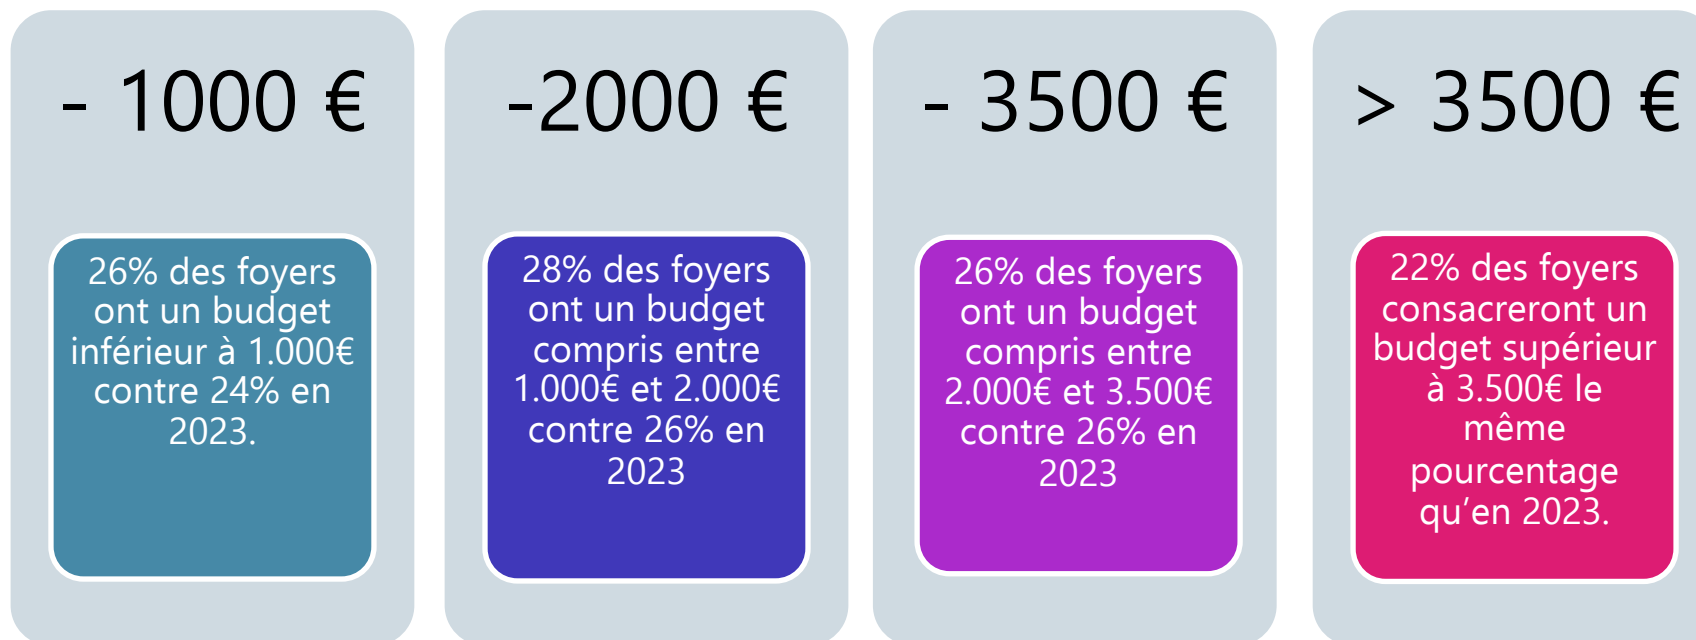 - 1000 €
26% des foyers
ont un budget
inférieur à 1.000€
contre 24% en
2023.
-2000 €
28% des foyers
ont un budget
compris entre
1.000€ et 2.000€
contre 26% en
2023
- 3500 €
26% des foyers
ont un budget
compris entre
2.000€ et 3.500€
contre 26% en
2023
> 3500 €
22% des foyers
consacreront un
budget supérieur
à 3.500€ le
même
pourcentage
qu’en 2023.